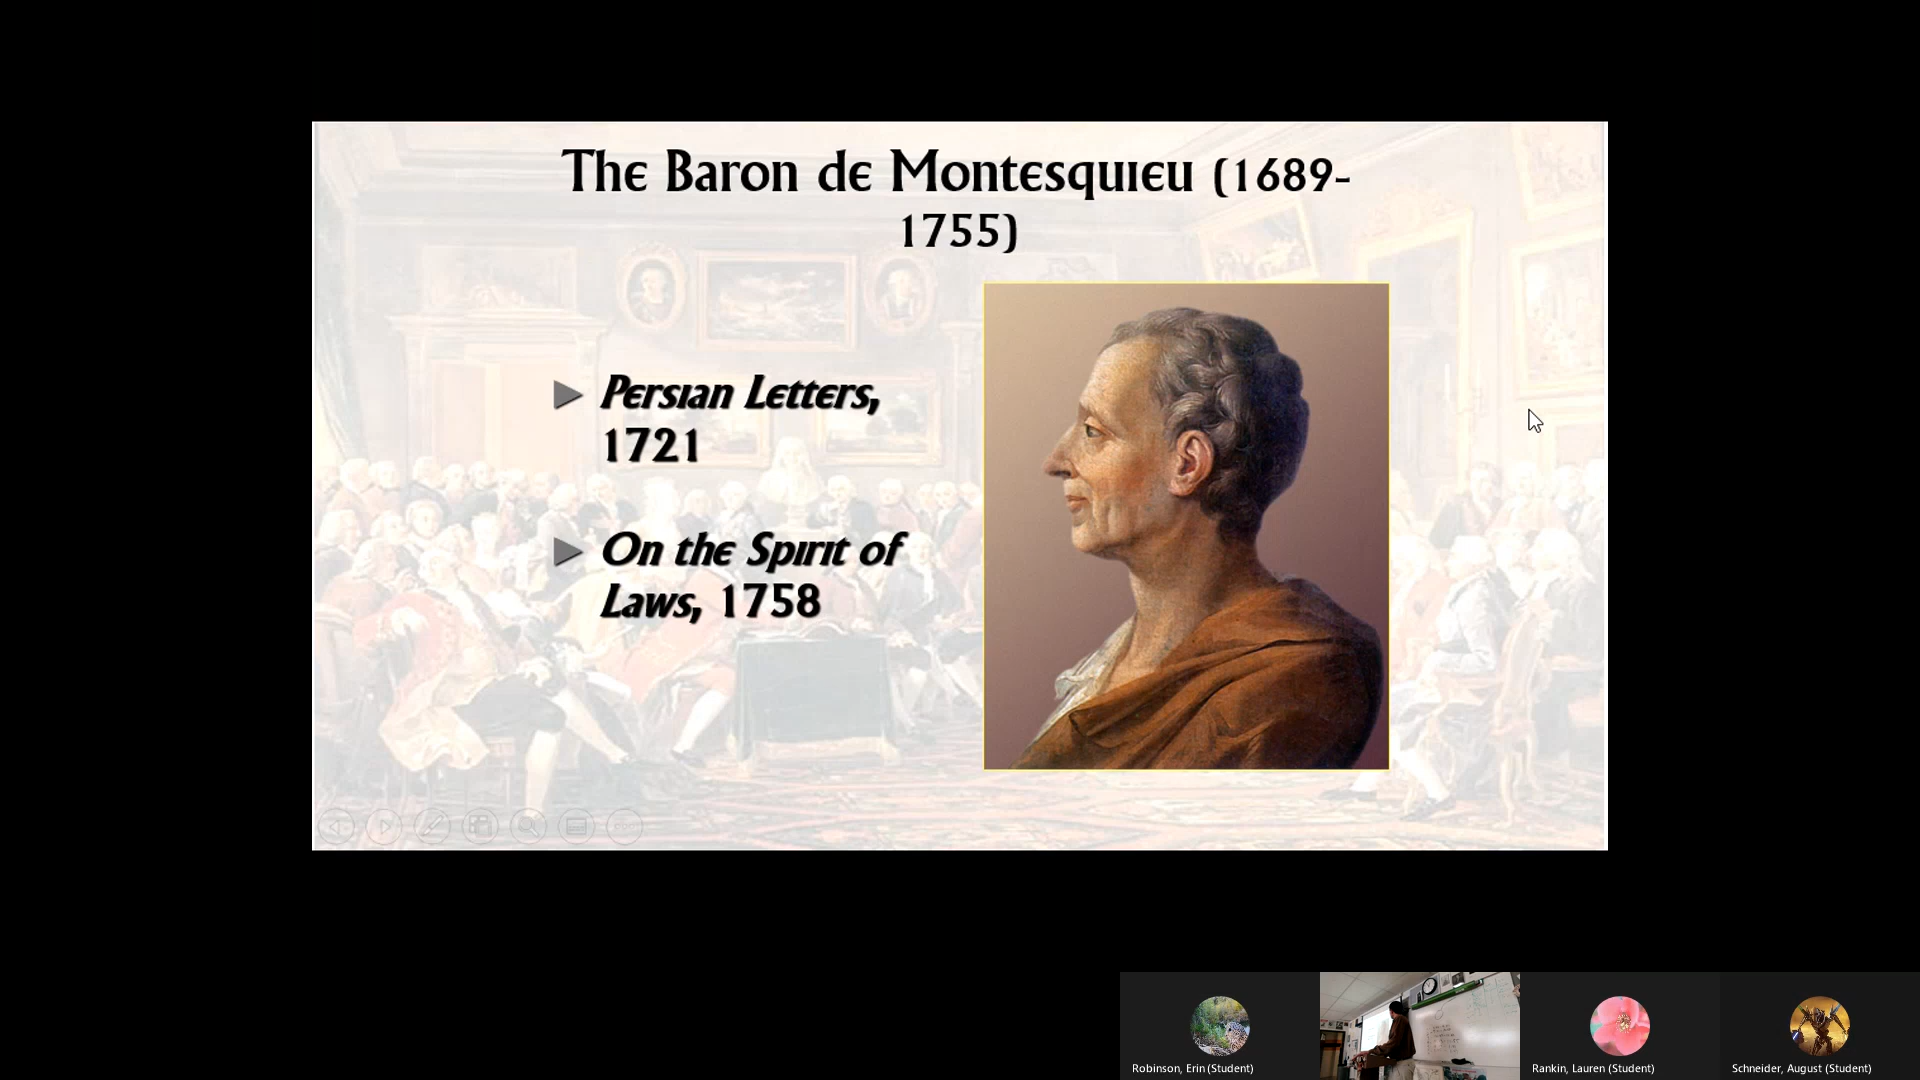 The Baron de Montesquieu (1689-
1755)
Persian Letters,
1721
On the Spirit of
Laws, 1758
Robinson, Erin (Student)
Rankin, Lauren (Student)
Schneider, August (Student)